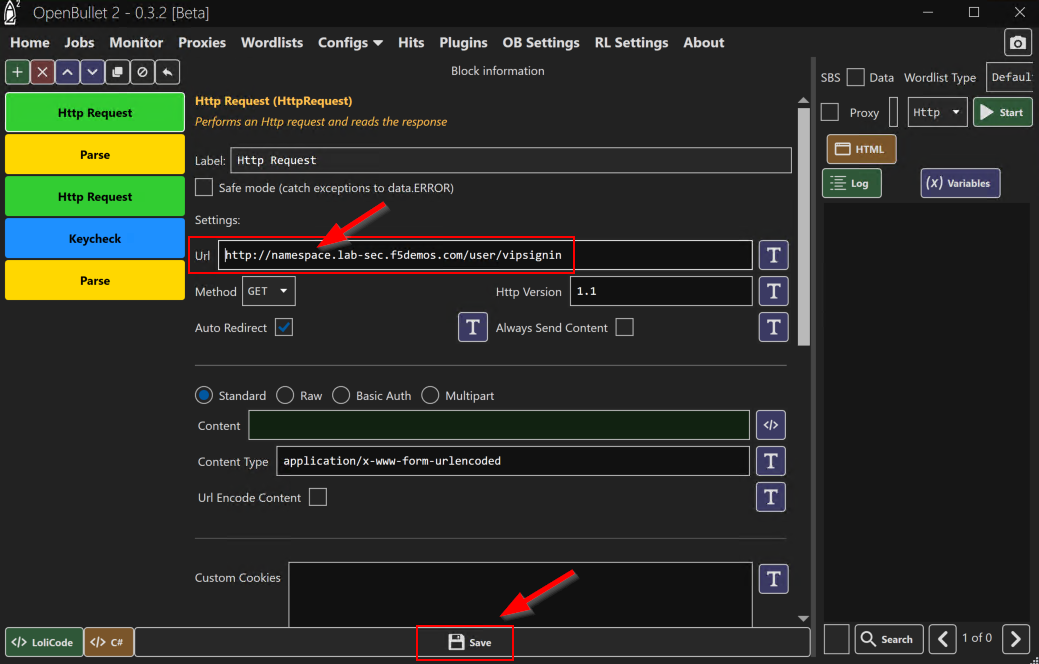 OpenBullet 2 - 0.3.2 [Beta]
Home Jobs Monitor Proxies Wordlists Configs Hits Plugins OB Settings RL Settings About
Block information
SBS Data Wordlist Type Defaul
Http Request
Parse
Http Request
Keycheck
Parse
Http Request (HttpRequest)
Performs an Http request and reads the response
Label: Http Request
Safe mode (catch exceptions to data.ERROR)
Settings:
Url http://namespace.lab-sec.f5demos.com/user/vipsignin T
Method GET Http Version 1.1 T
Auto Redirect T Always Send Content T
Standard Raw Basic Auth Multipart
Content </>
Content Type application/x-www-form-urlencoded T
Url Encode Content T
Custom Cookies T
Proxy Http Start
HTML
Log (x) Variables
</> LoliCode </> C# Save
Search 1 of 0